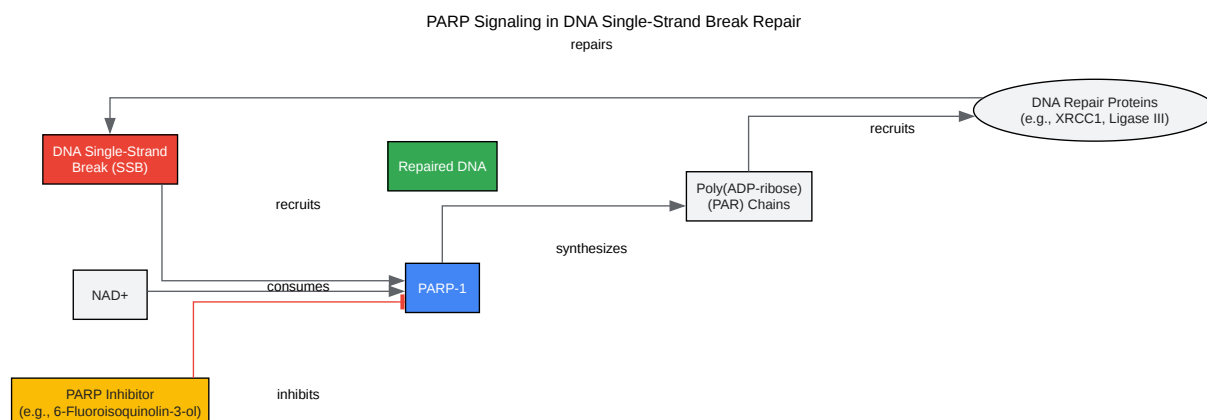 PARP Signaling in DNA Single-Strand Break Repair
repairs
DNA Repair Proteins
(e.g., XRCC1, Ligase III)
recruits
DNA Single-Strand
Break (SSB)
Repaired DNA
Poly(ADP-ribose)
(PAR) Chains
recruits
synthesizes
NAD+
consumes
PARP-1
PARP Inhibitor
(e.g., 6-Fluoroisoquinolin-3-ol)
inhibits